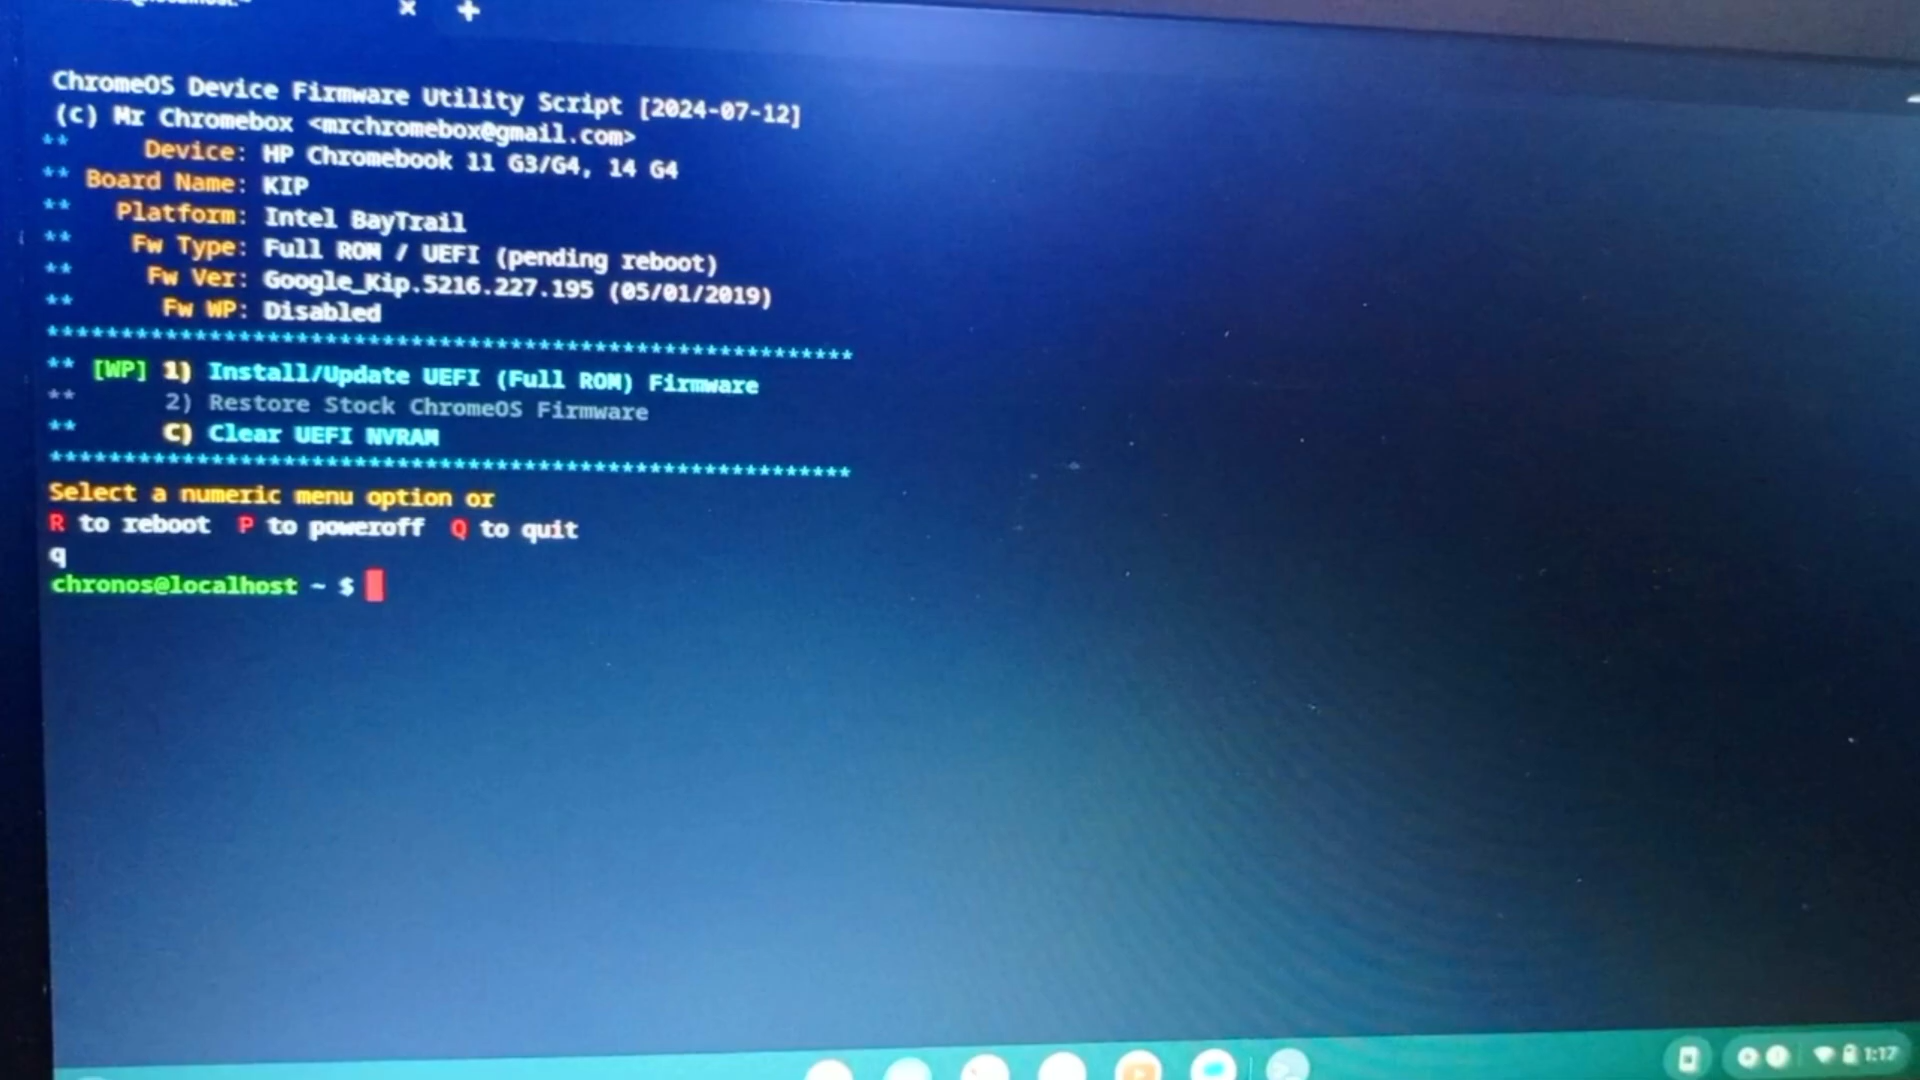 ChromeOS Device Firmware Utility Script [2024-07-12]
(c) Mr Chromebox <mrchromebox@gmail.com>
** Device: HP Chromebook 11 G3/G4, 14 G4
** Board Name: KIP
** Platform: Intel BayTrail
** Fw Type: Full ROM / UEFI (pending reboot)
** Fw Ver: Google_Kip.5216.227.195 (05/01/2019)
** Fw WP: Disabled
*******************************************************
** [WP] 1) Install/Update UEFI (Full ROM) Firmware
** 2) Restore Stock ChromeOS Firmware
** C) Clear UEFI NVRAM
*******************************************************
Select a numeric menu option or
R to reboot P to poweroff Q to quit
q
chronos@localhost ~ $
1:17